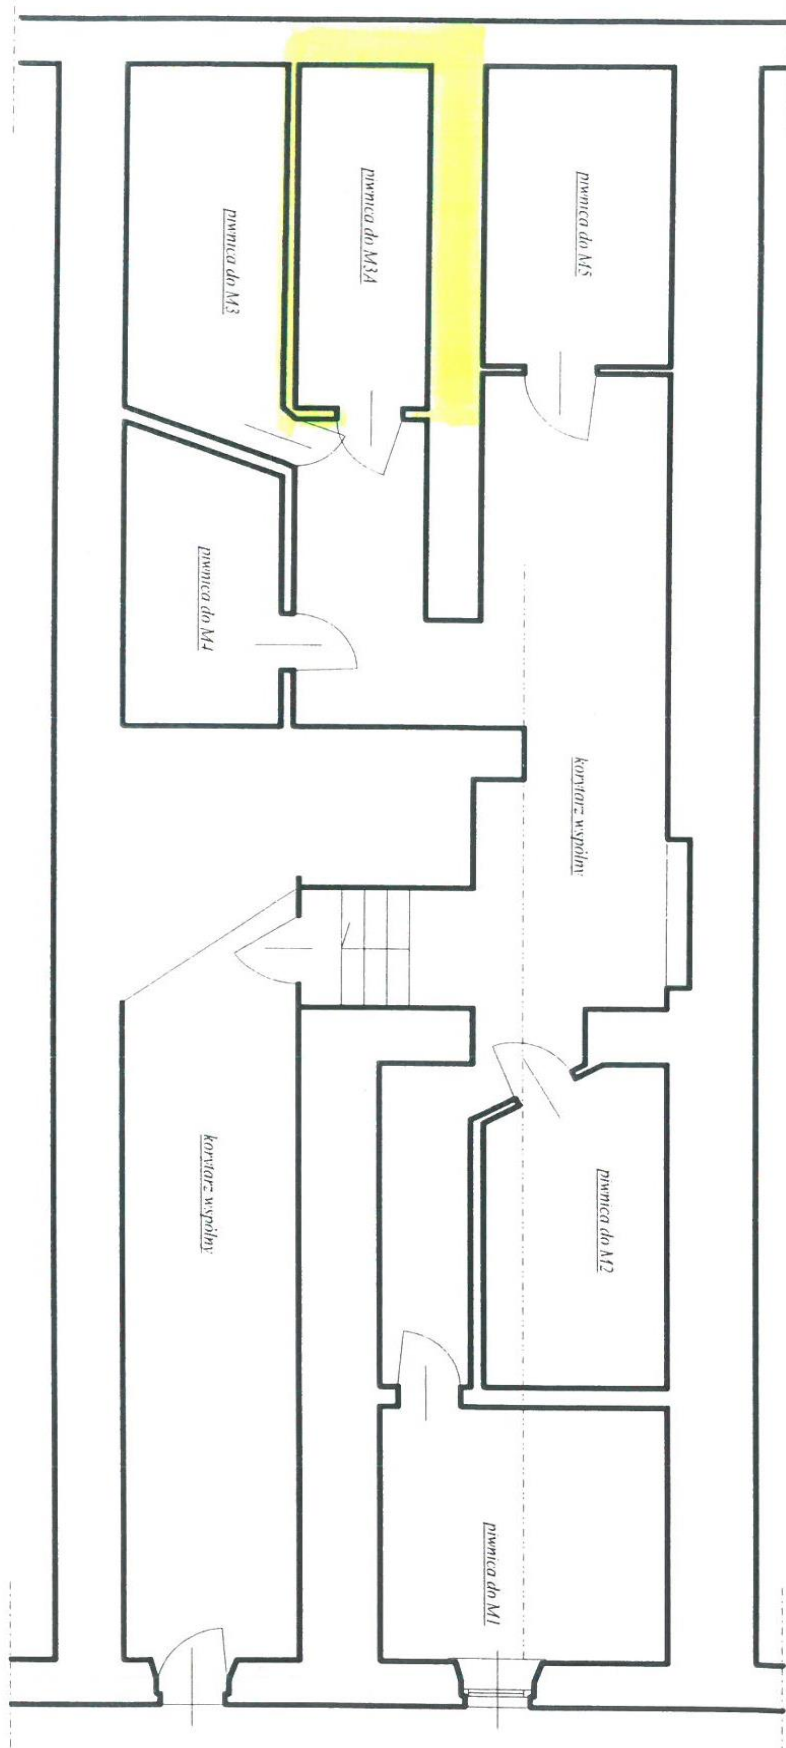 piwnica do M3
piwnica do M3A
piwnica do M5
piwnica do M4
korytarz wspólny
korytarz wspólny
piwnica do M2
piwnica do M1